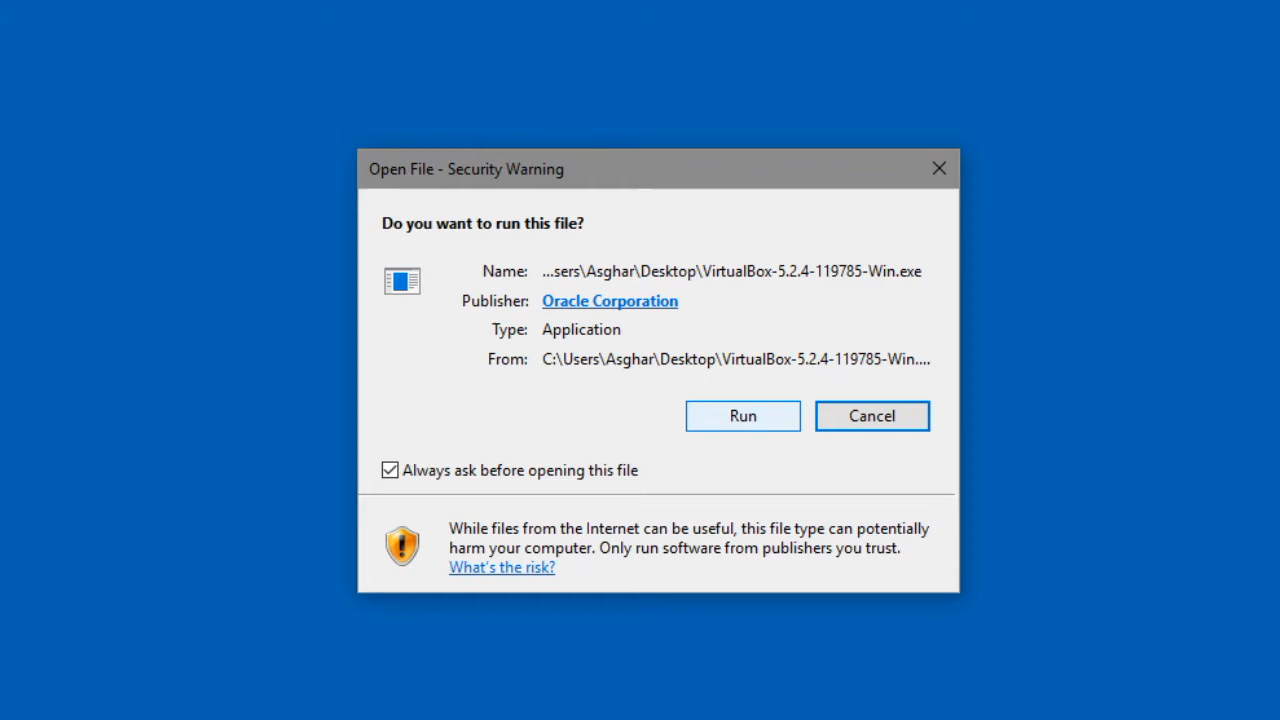 Open File - Security Warning
Do you want to run this file?
Name: ...sers\Asghar\Desktop\VirtualBox-5.2.4-119785-Win.exe
Publisher: Oracle Corporation
Type: Application
From: C:\Users\Asghar\Desktop\VirtualBox-5.2.4-119785-Win....
Run Cancel
Always ask before opening this file
While files from the Internet can be useful, this file type can potentially
harm your computer. Only run software from publishers you trust.
What's the risk?